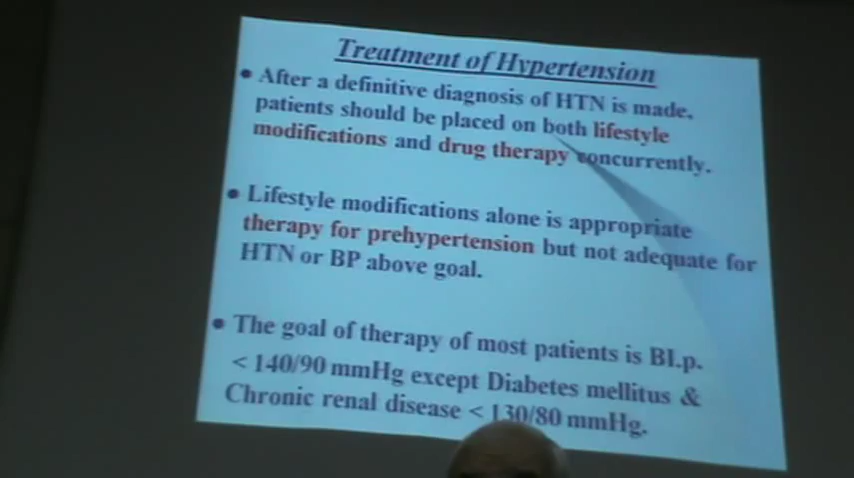 Treatment of Hypertension
• After a definitive diagnosis of HTN is made,
patients should be placed on both lifestyle
modifications and drug therapy concurrently.
• Lifestyle modifications alone is appropriate
therapy for prehypertension but not adequate for
HTN or BP above goal.
• The goal of therapy of most patients is Bl.p.
< 140/90 mmHg except Diabetes mellitus &
Chronic renal disease < 130/80 mmHg.